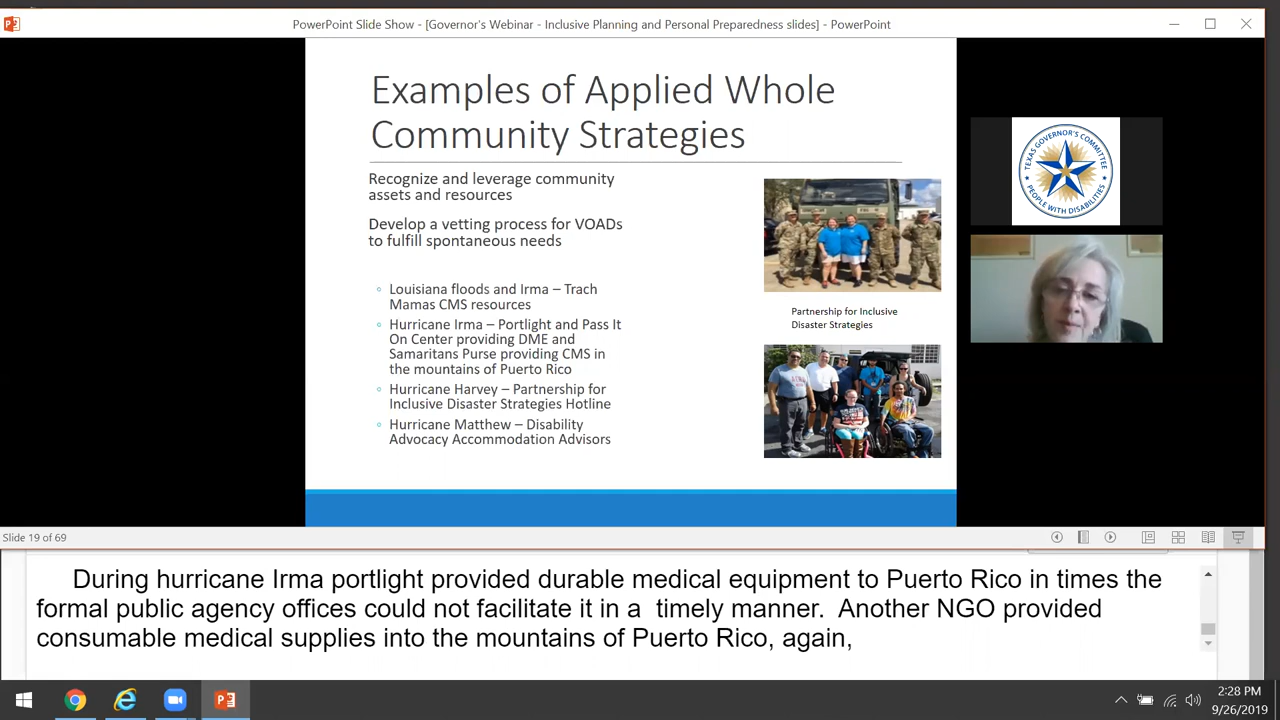 PowerPoint Slide Show - [Governor's Webinar - Inclusive Planning and Personal Preparedness slides] - PowerPoint
Examples of Applied Whole
Community Strategies
Recognize and leverage community
assets and resources
Develop a vetting process for VOADs
to fulfill spontaneous needs
Louisiana floods and Irma – Trach
Mamas CMS resources
Hurricane Irma – Portlight and Pass It
On Center providing DME and
Samaritans Purse providing CMS in
the mountains of Puerto Rico
Hurricane Harvey – Partnership for
Inclusive Disaster Strategies Hotline
Hurricane Matthew – Disability
Advocacy Accommodation Advisors
Partnership for Inclusive
Disaster Strategies
TEXAS GOVERNOR'S COMMITTEE
PEOPLE WITH DISABILITIES
Slide 19 of 69
During hurricane Irma portlight provided durable medical equipment to Puerto Rico in times the
formal public agency offices could not facilitate it in a  timely manner.  Another NGO provided
consumable medical supplies into the mountains of Puerto Rico, again,
2:28 PM
9/26/2019